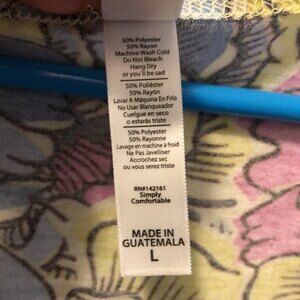 50% Polyester
50% Rayon
Machine Wash Cold
Do Not Bleach
Hang Dry
or you'll be sad
50% Poliéster
50% Rayón
Lavar A Máquina En Frío
No Usar Blanqueador
Cuelgue en seco
o estarás triste
50% Polyester
50% Rayonne
Lavage en machine à froid
Ne Pas Javelliser
Accrochez sec
ou vous serez triste
RN#142161
Simply
Comfortable
MADE IN
GUATEMALA
L